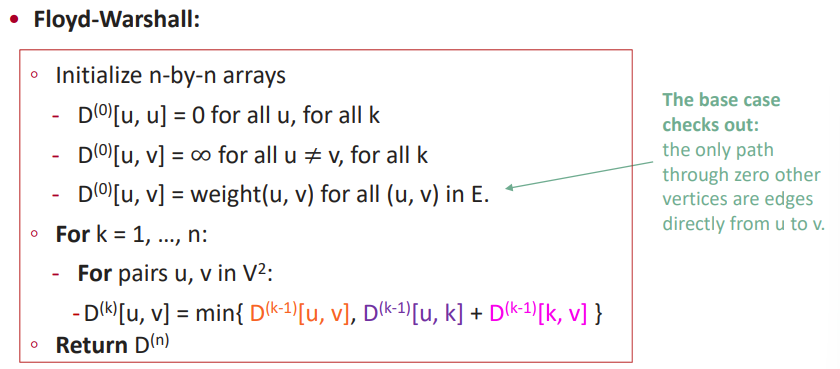 • Floyd-Warshall:
◦ Initialize n-by-n arrays
- D⁽⁰⁾[u, u] = 0 for all u, for all k
- D⁽⁰⁾[u, v] = ∞ for all u ≠ v, for all k
- D⁽⁰⁾[u, v] = weight(u, v) for all (u, v) in E.
◦ For k = 1, …, n:
- For pairs u, v in V²:
- D⁽ᵏ⁾[u, v] = min{ D⁽ᵏ⁻¹⁾[u, v], D⁽ᵏ⁻¹⁾[u, k] + D⁽ᵏ⁻¹⁾[k, v] }
◦ Return D⁽ⁿ⁾
The base case
checks out:
the only path
through zero other
vertices are edges
directly from u to v.